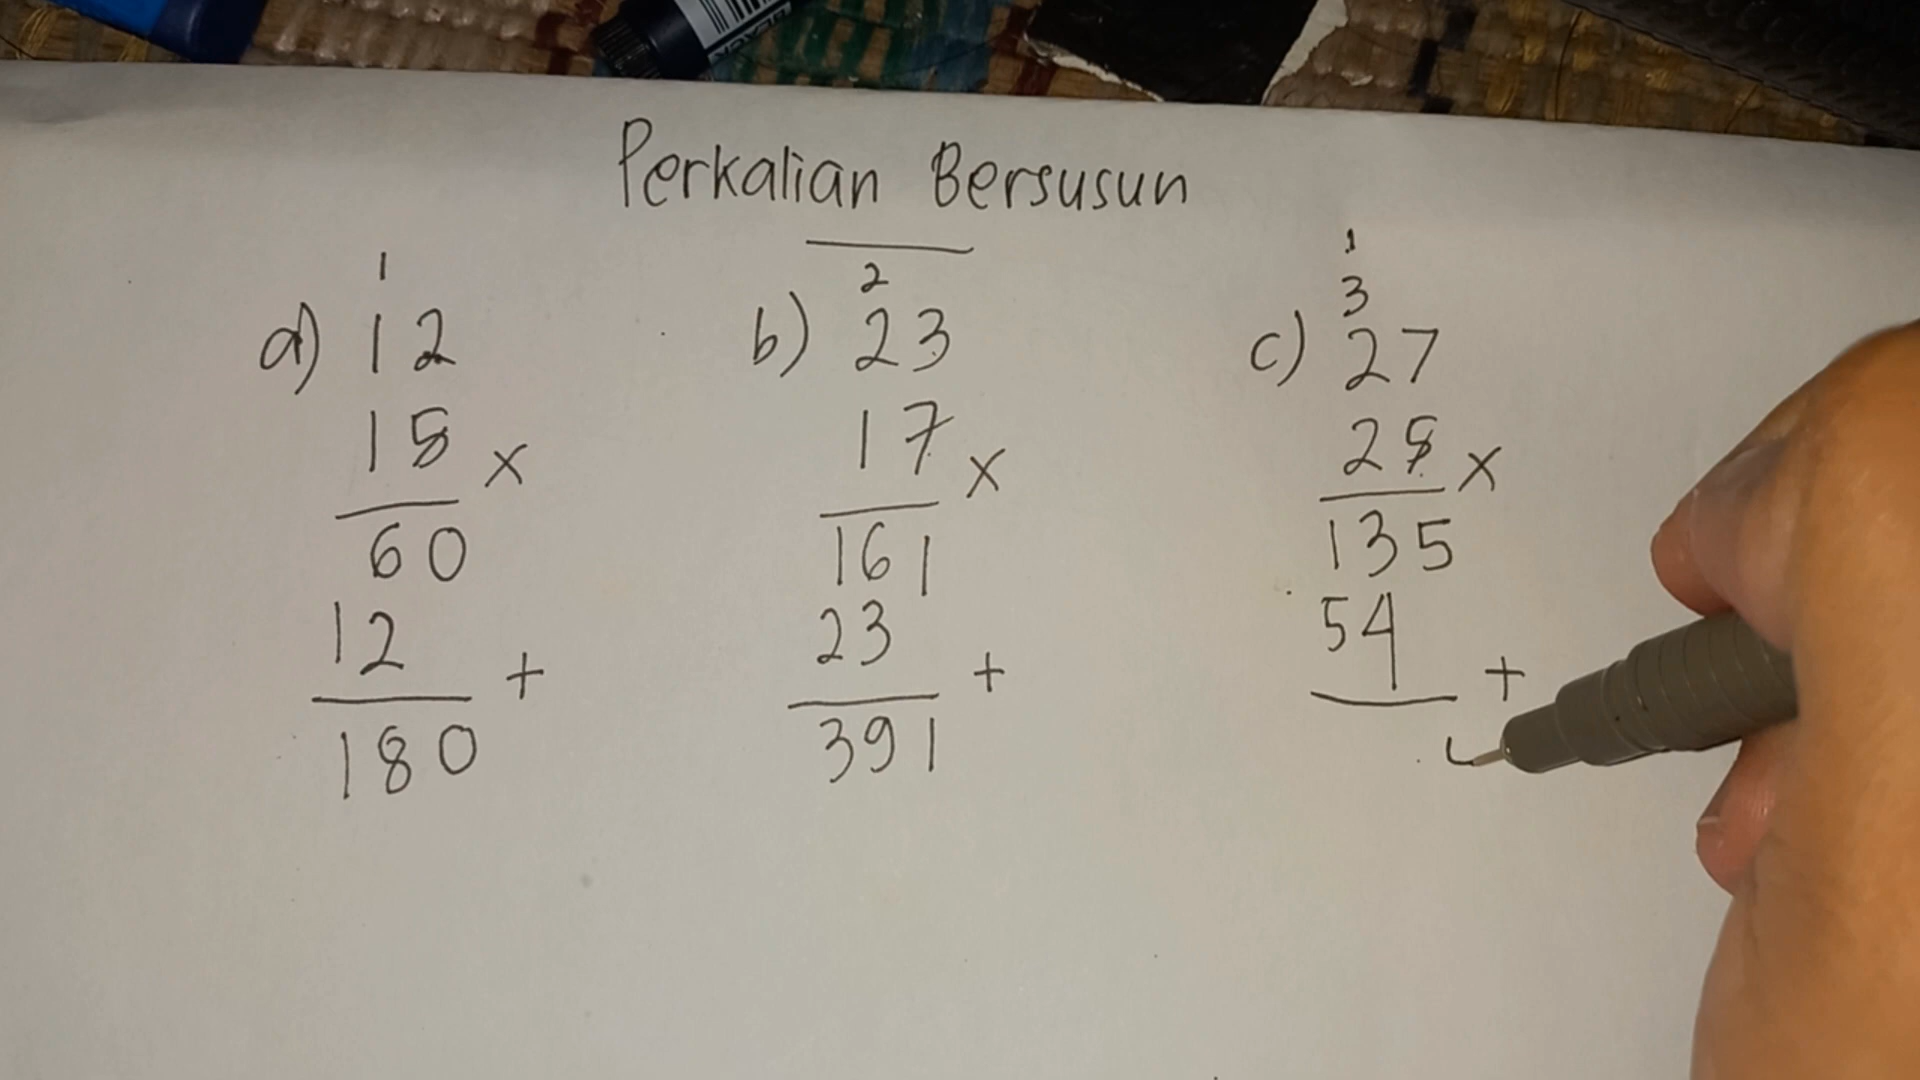 Perkalian Bersusun
a) 12
1
15 x
60
12 +
180
b) 23
2
17 x
161
23 +
391
c) 27
3
1
25 x
135
54 +